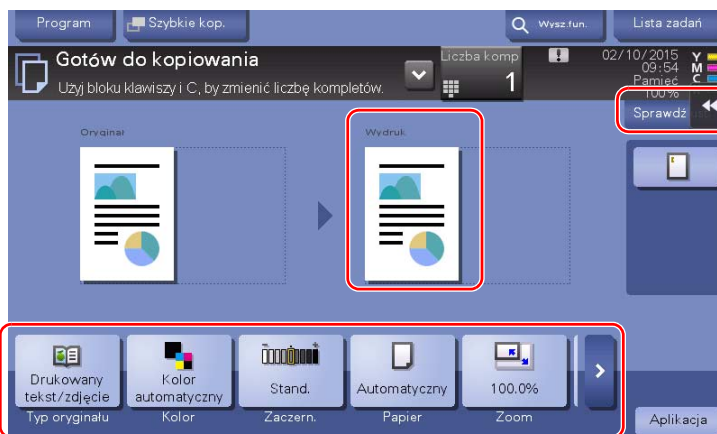 Program
Szybkie kop.
Wysz.fun.
Lista zadań
Gotów do kopiowania
Użyj bloku klawiszy i C, by zmienić liczbę kompletów.
Liczba komp
1
02/10/2015
09:54
Pamięć
100%
Y
M
C
Sprawdź
Oryginał
Wydruk
Drukowany
tekst/zdjęcie
Kolor
automatyczny
Stand.
Automatyczny
100.0%
Typ oryginału
Kolor
Zaczern.
Papier
Zoom
Aplikacja